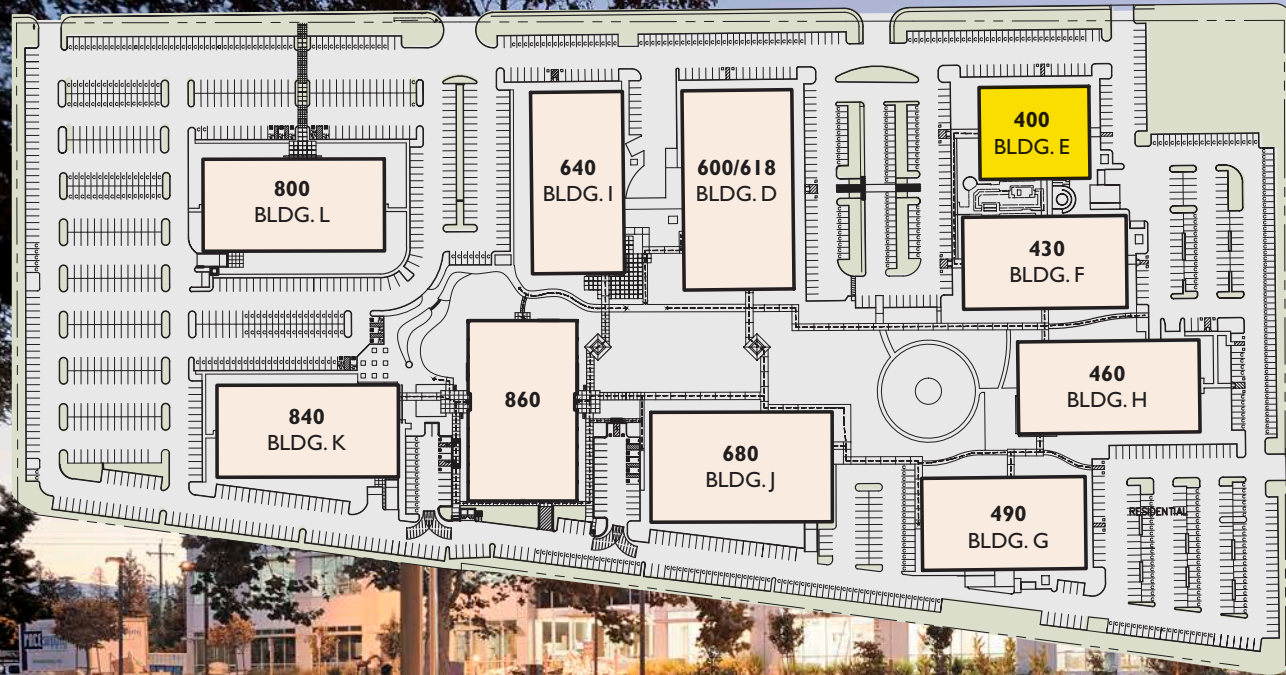 400
BLDG. E
640
BLDG. I
600/618
BLDG. D
800
BLDG. L
430
BLDG. F
460
BLDG. H
860
840
BLDG. K
680
BLDG. J
490
BLDG. G
RESIDENTIAL